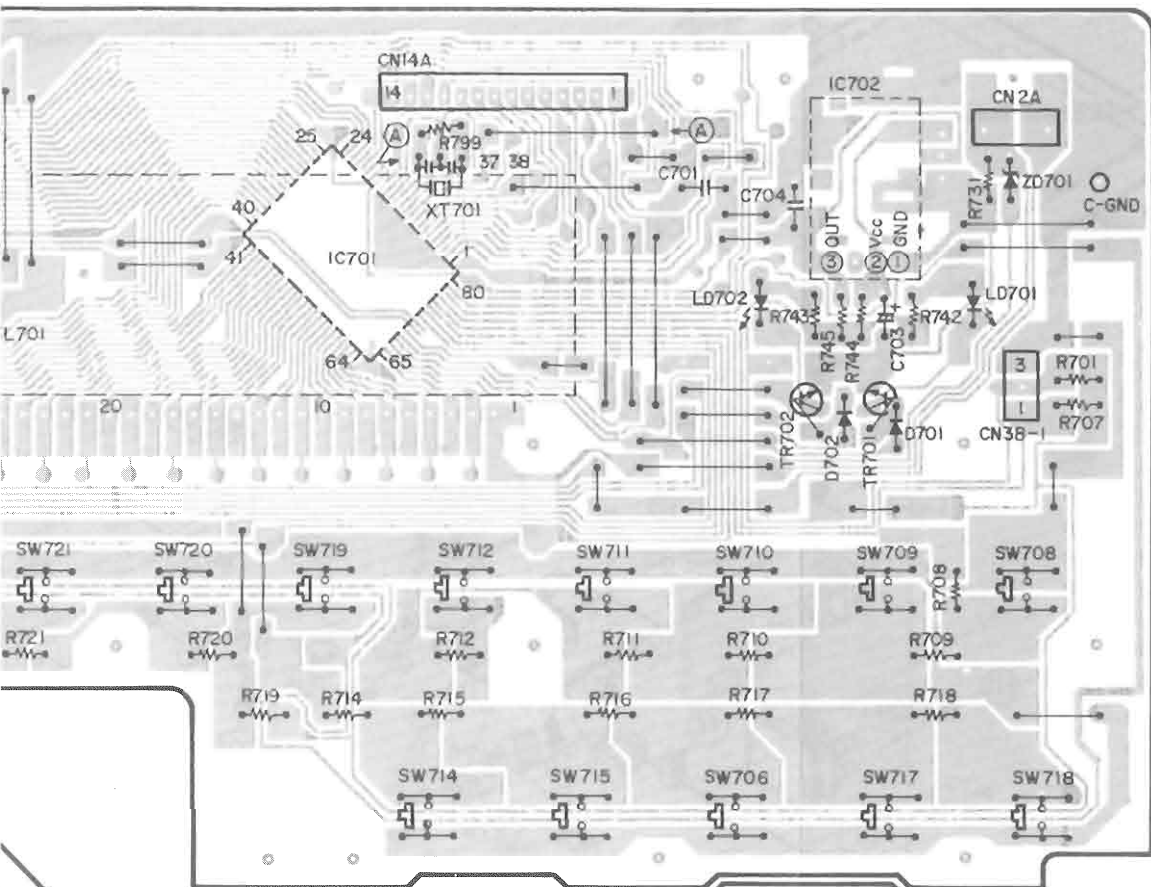 CN14A
14 1
IC702
CN2A
25 24 A R799 A
37 38
XT701
C701
C704
R731 ZD701
C-GND
40
41
IC701
1
80
3 OUT 2 Vcc 1 GND
L701
LD702
R743
R745
R744
C703
+
R742
LD701
64 65
3
1
R701
R707
CN38-1
20 10 1
TR702
D702
TR701
D701
SW721 SW720 SW719 SW712 SW711 SW710 SW709 SW708
R708
R721 R720 R712 R711 R710 R709
R719 R714 R715 R716 R717 R718
SW714 SW715 SW706 SW717 SW718